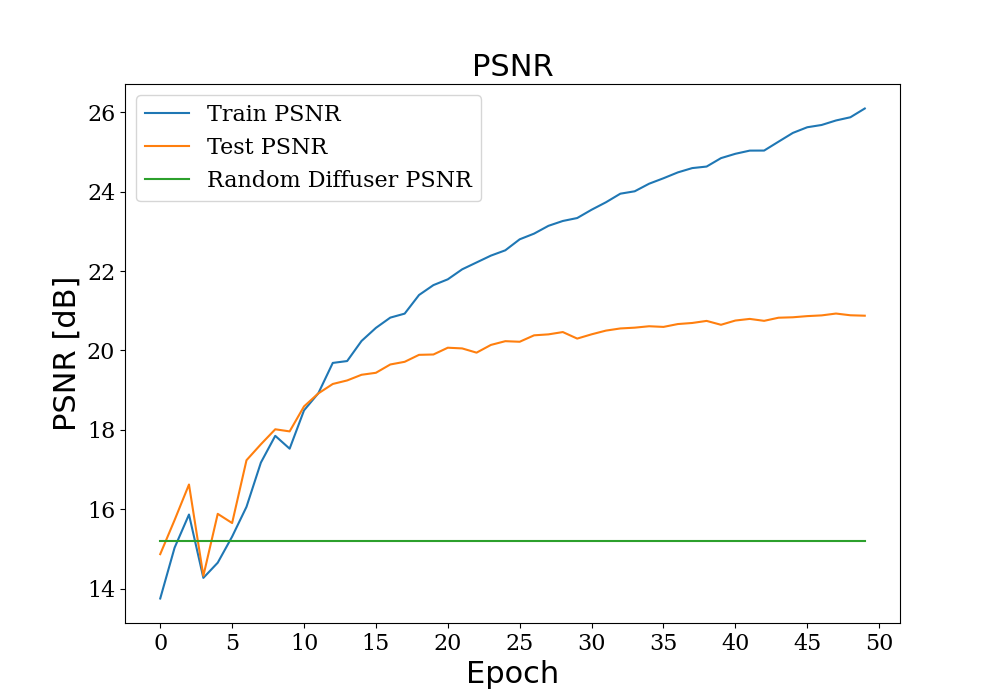 PSNR
Train PSNR
Test PSNR
Random Diffuser PSNR
PSNR [dB]
26
24
22
20
18
16
14
0 5 10 15 20 25 30 35 40 45 50
Epoch